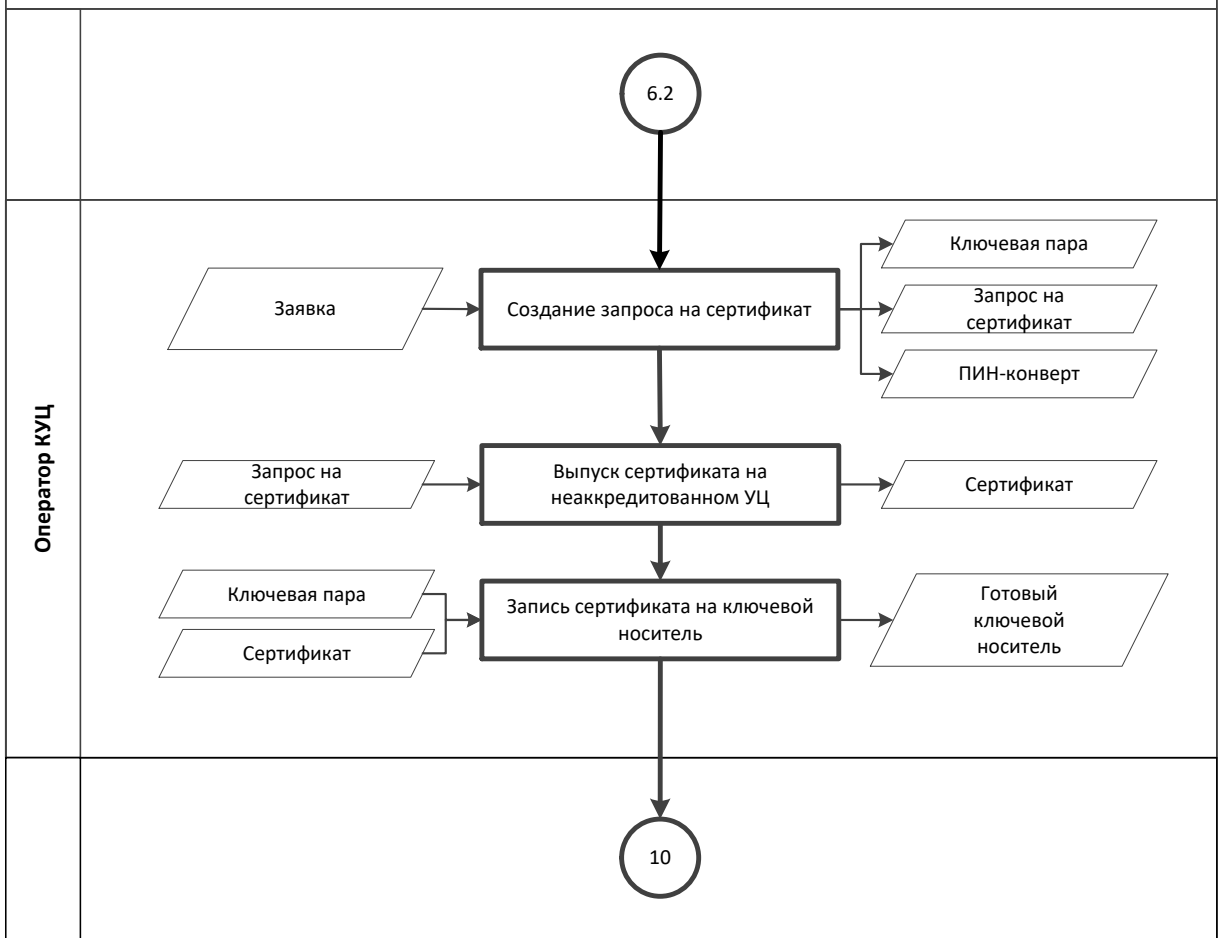 6.2
Оператор КУЦ
Заявка
Создание запроса на сертификат
Ключевая пара
Запрос на
сертификат
ПИН-конверт
Запрос на
сертификат
Выпуск сертификата на
неаккредитованном УЦ
Сертификат
Ключевая пара
Сертификат
Запись сертификата на ключевой
носитель
Готовый
ключевой
носитель
10